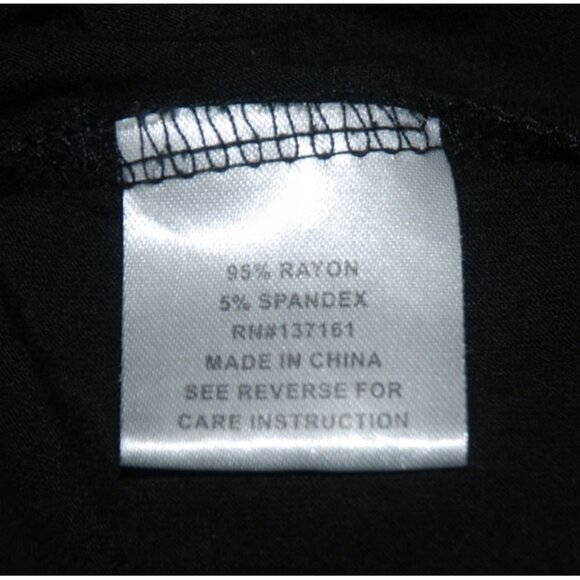 95% RAYON
5% SPANDEX
RN#137161
MADE IN CHINA
SEE REVERSE FOR
CARE INSTRUCTION